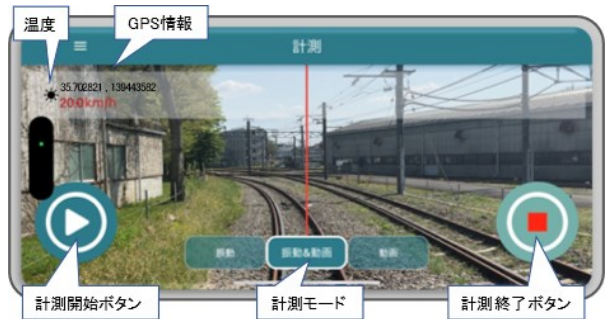 温度
GPS情報
計測
35.702821 , 139443582
20.0km/h
振動
振動&動画
動画
計測開始ボタン
計測モード
計測終了ボタン